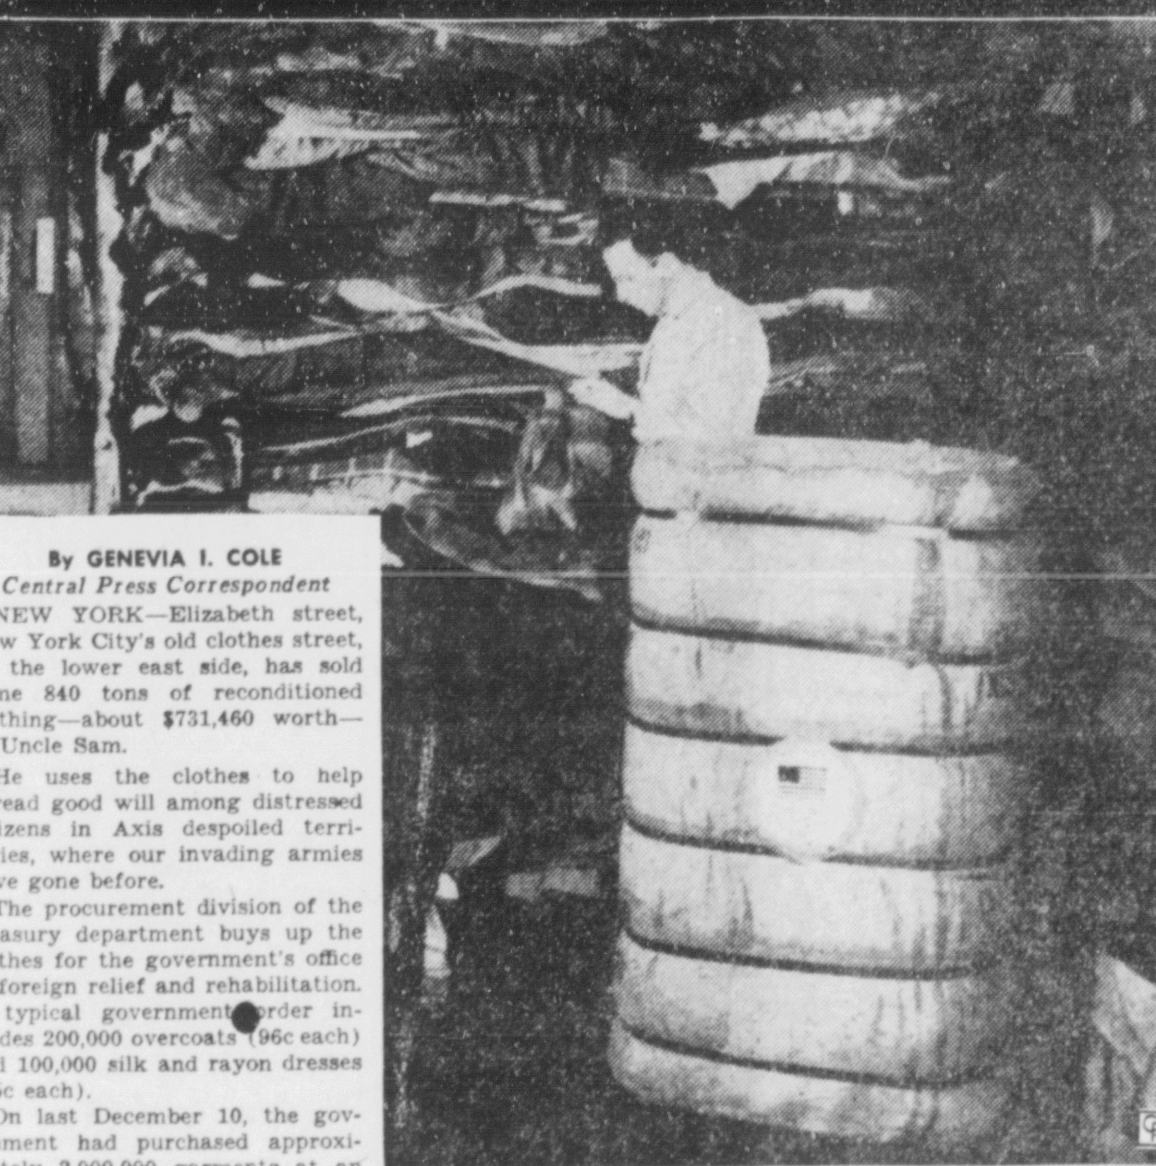 By GENEVIA I. COLE
Central Press Correspondent
NEW YORK—Elizabeth street,
w York City's old clothes street,
the lower east side, has sold
me 840 tons of reconditioned
thing—about $731,460 worth—
Uncle Sam.
He uses the clothes to help
read good will among distressed
izens in Axis despoiled terri-
ies, where our invading armies
ve gone before.
The procurement division of the
asury department buys up the
thes for the government's office
foreign relief and rehabilitation.
typical government order in-
des 200,000 overcoats (96c each)
d 100,000 silk and rayon dresses
c each).
On last December 10, the gov-
ment had purchased approxi-